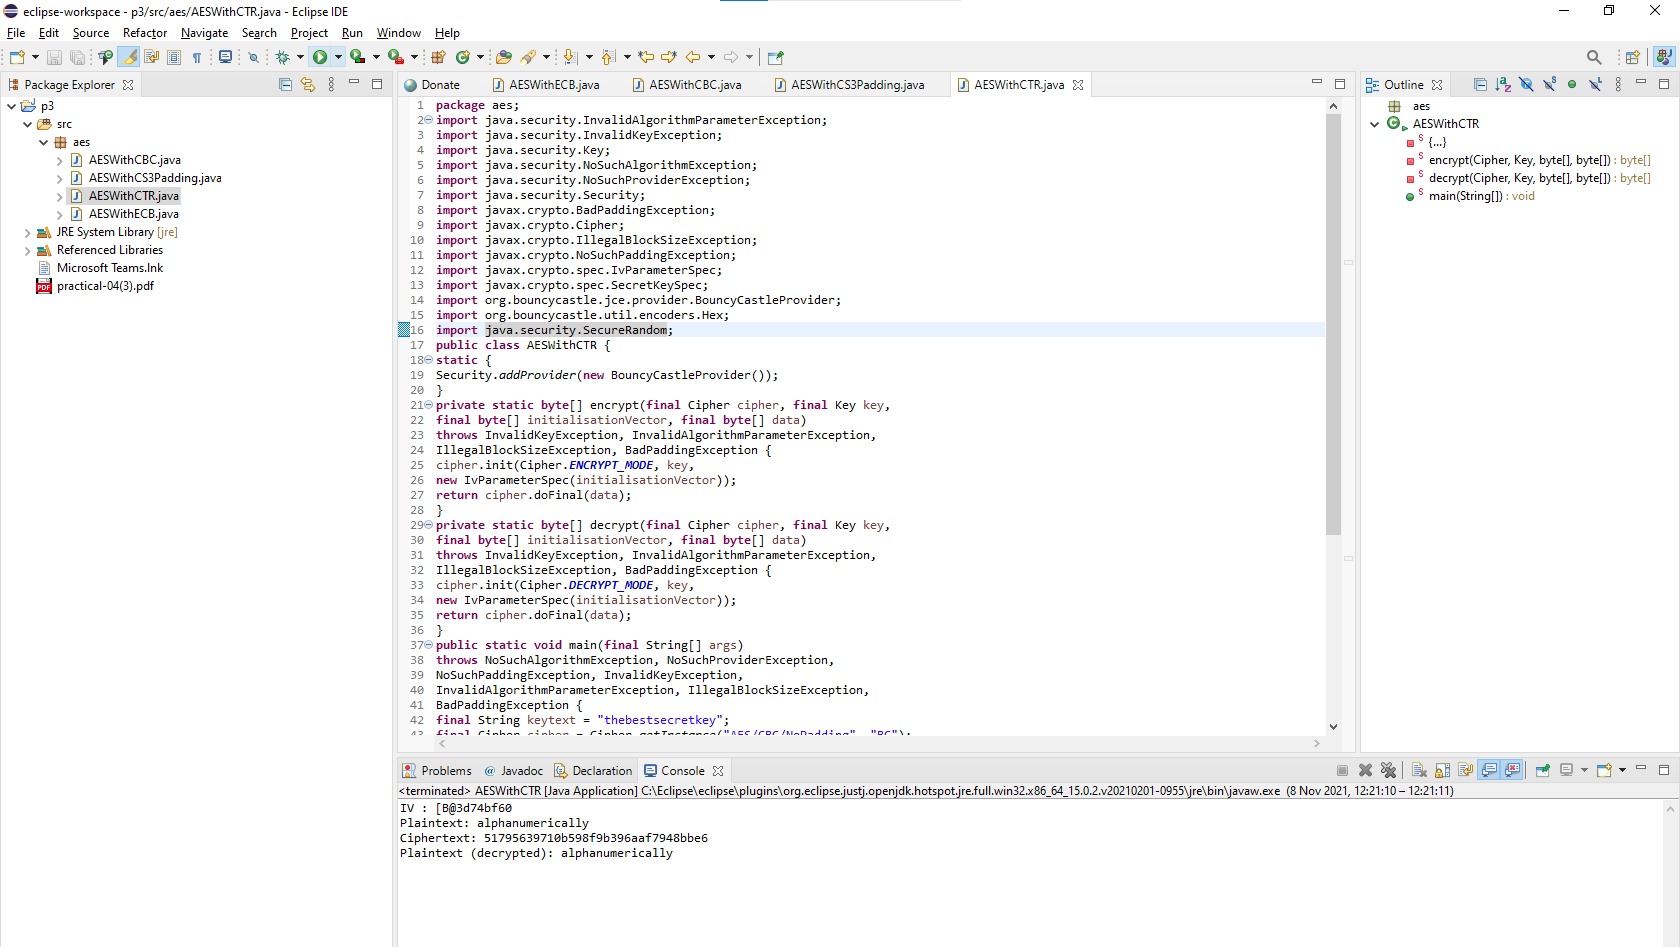 eclipse-workspace - p3/src/aes/AESWithCTR.java - Eclipse IDE
File Edit Source Refactor Navigate Search Project Run Window Help
Package Explorer
p3
src
aes
AESWithCBC.java
AESWithCS3Padding.java
AESWithCTR.java
AESWithECB.java
JRE System Library [jre]
Referenced Libraries
Microsoft Teams.lnk
PDF practical-04(3).pdf
Donate AESWithECB.java AESWithCBC.java AESWithCS3Padding.java AESWithCTR.java
1 package aes;
2 import java.security.InvalidAlgorithmParameterException;
3 import java.security.InvalidKeyException;
4 import java.security.Key;
5 import java.security.NoSuchAlgorithmException;
6 import java.security.NoSuchProviderException;
7 import java.security.Security;
8 import javax.crypto.BadPaddingException;
9 import javax.crypto.Cipher;
10 import javax.crypto.IllegalBlockSizeException;
11 import javax.crypto.NoSuchPaddingException;
12 import javax.crypto.spec.IvParameterSpec;
13 import javax.crypto.spec.SecretKeySpec;
14 import org.bouncycastle.jce.provider.BouncyCastleProvider;
15 import org.bouncycastle.util.encoders.Hex;
16 import java.security.SecureRandom;
17 public class AESWithCTR {
18 static {
19 Security.addProvider(new BouncyCastleProvider());
20 }
21 private static byte[] encrypt(final Cipher cipher, final Key key,
22 final byte[] initialisationVector, final byte[] data)
23 throws InvalidKeyException, InvalidAlgorithmParameterException,
24 IllegalBlockSizeException, BadPaddingException {
25 cipher.init(Cipher.ENCRYPT_MODE, key,
26 new IvParameterSpec(initialisationVector));
27 return cipher.doFinal(data);
28 }
29 private static byte[] decrypt(final Cipher cipher, final Key key,
30 final byte[] initialisationVector, final byte[] data)
31 throws InvalidKeyException, InvalidAlgorithmParameterException,
32 IllegalBlockSizeException, BadPaddingException {
33 cipher.init(Cipher.DECRYPT_MODE, key,
34 new IvParameterSpec(initialisationVector));
35 return cipher.doFinal(data);
36 }
37 public static void main(final String[] args)
38 throws NoSuchAlgorithmException, NoSuchProviderException,
39 NoSuchPaddingException, InvalidKeyException,
40 InvalidAlgorithmParameterException, IllegalBlockSizeException,
41 BadPaddingException {
42 final String keytext = "thebestsecretkey";
43 final Cipher cipher = Cipher.getInstance("AES/CBC/NoPadding", "BC");
Outline
aes
AESWithCTR
{...}
encrypt(Cipher, Key, byte[], byte[]) : byte[]
decrypt(Cipher, Key, byte[], byte[]) : byte[]
main(String[]) : void
Problems Javadoc Declaration Console
<terminated> AESWithCTR [Java Application] C:\Eclipse\eclipse\plugins\org.eclipse.justj.openjdk.hotspot.jre.full.win32.x86_64_15.0.2.v20210201-0955\jre\bin\javaw.exe (8 Nov 2021, 12:21:10 – 12:21:11)
IV : [B@3d74bf60
Plaintext: alphanumerically
Ciphertext: 51795639710b598f9b396aaf7948bbe6
Plaintext (decrypted): alphanumerically